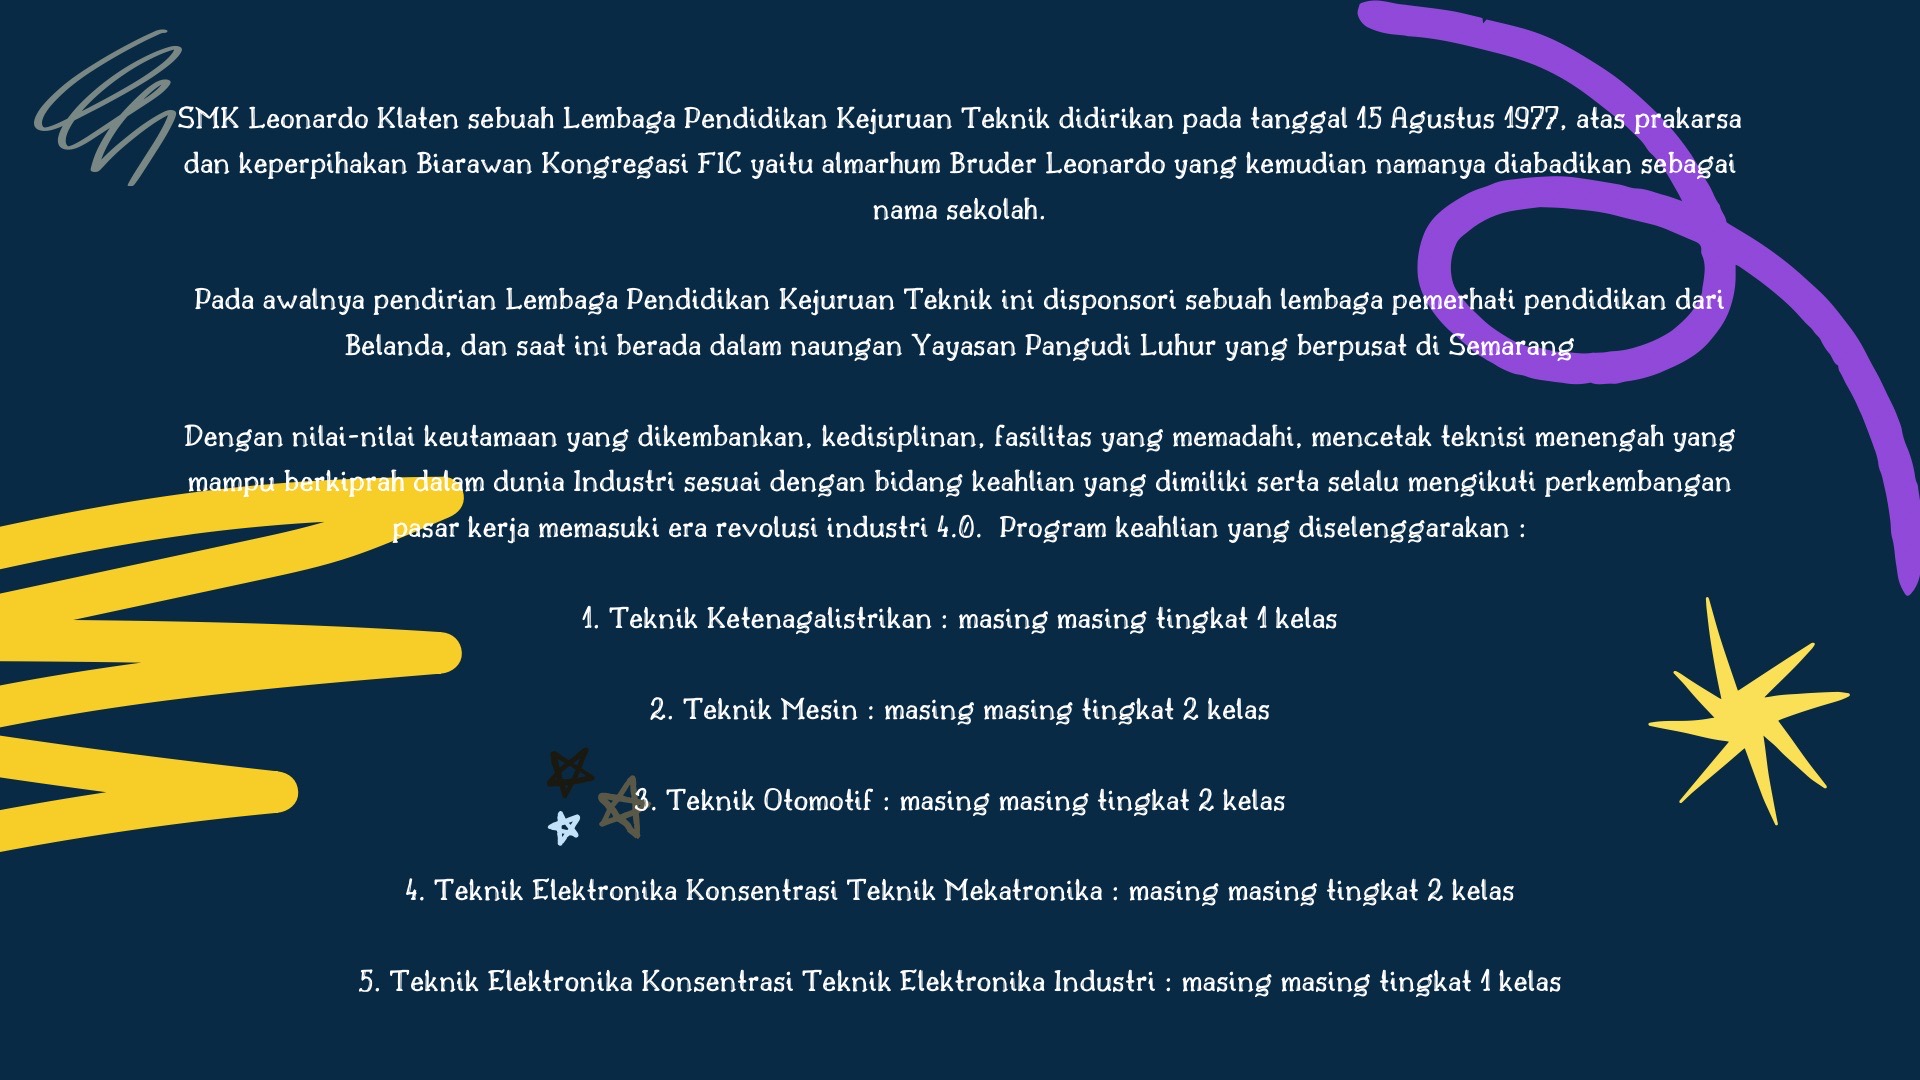 SMK Leonardo Klaten sebuah Lembaga Pendidikan Kejuruan Teknik didirikan pada tanggal 15 Agustus 1977, atas prakarsa
dan keperpihakan Biarawan Kongregasi FIC yaitu almarhum Bruder Leonardo yang kemudian namanya diabadikan sebagai
nama sekolah.
Pada awalnya pendirian Lembaga Pendidikan Kejuruan Teknik ini disponsori sebuah lembaga pemerhati pendidikan dari
Belanda, dan saat ini berada dalam naungan Yayasan Pangudi Luhur yang berpusat di Semarang
Dengan nilai-nilai keutamaan yang dikembankan, kedisiplinan, fasilitas yang memadahi, mencetak teknisi menengah yang
mampu berkiprah dalam dunia Industri sesuai dengan bidang keahlian yang dimiliki serta selalu mengikuti perkembangan
pasar kerja memasuki era revolusi industri 4.0.  Program keahlian yang diselenggarakan :
1. Teknik Ketenagalistrikan : masing masing tingkat 1 kelas
2. Teknik Mesin : masing masing tingkat 2 kelas
3. Teknik Otomotif : masing masing tingkat 2 kelas
4. Teknik Elektronika Konsentrasi Teknik Mekatronika : masing masing tingkat 2 kelas
5. Teknik Elektronika Konsentrasi Teknik Elektronika Industri : masing masing tingkat 1 kelas